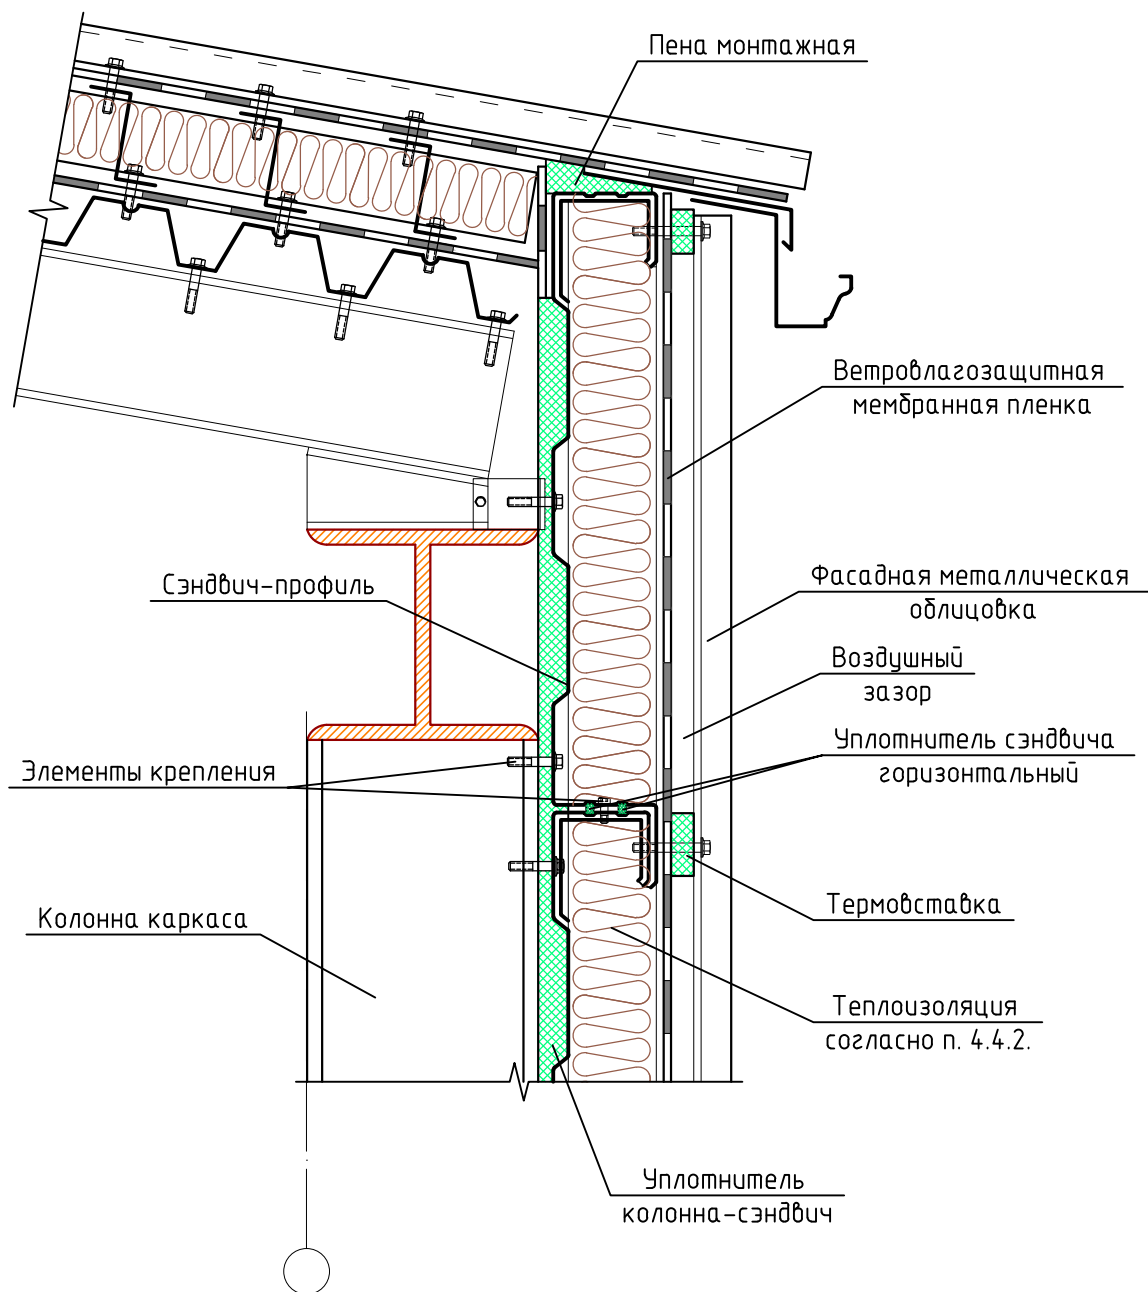 Пена монтажная
Ветровлагозащитная
мембранная пленка
Сэндвич-профиль
Фасадная металлическая
облицовка
Воздушный
зазор
Уплотнитель сэндвича
горизонтальный
Элементы крепления
Термовставка
Колонна каркаса
Теплоизоляция
согласно п. 4.4.2.
Уплотнитель
колонна-сэндвич